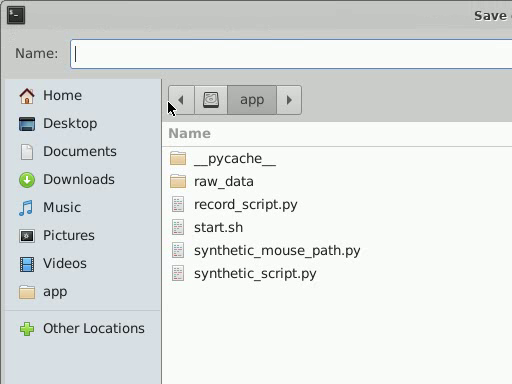 Save
Name:
Home
Desktop
Documents
Downloads
Music
Pictures
Videos
app
Other Locations
app
Name
__pycache__
raw_data
record_script.py
start.sh
synthetic_mouse_path.py
synthetic_script.py